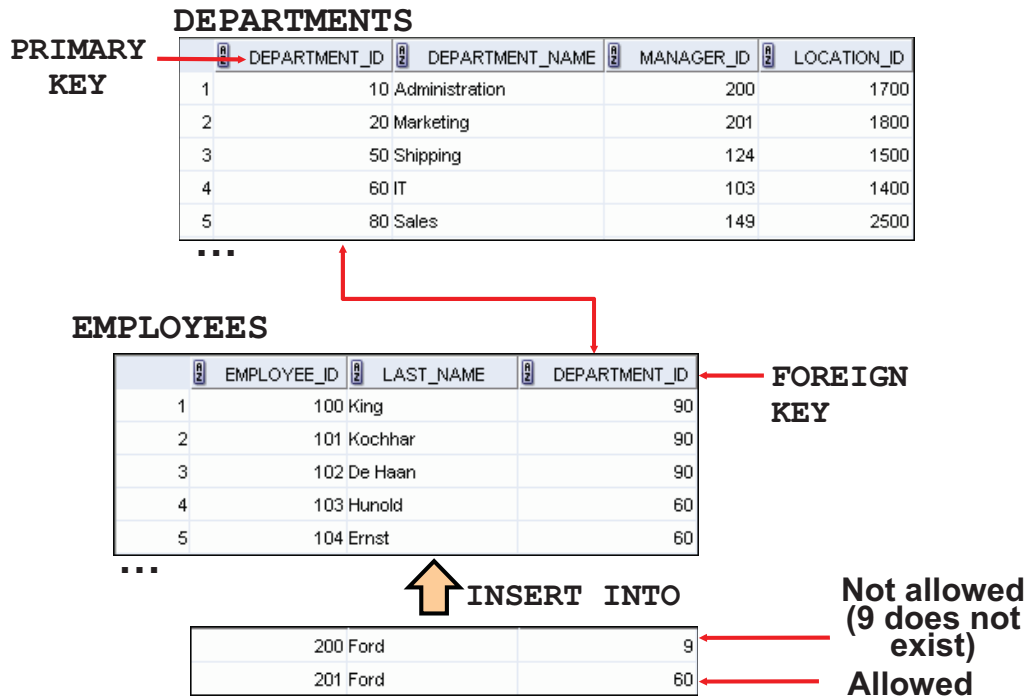 DEPARTMENTS
PRIMARY
KEY
DEPARTMENT_ID DEPARTMENT_NAME MANAGER_ID LOCATION_ID
1 10 Administration 200 1700
2 20 Marketing 201 1800
3 50 Shipping 124 1500
4 60 IT 103 1400
5 80 Sales 149 2500
...
EMPLOYEES
EMPLOYEE_ID LAST_NAME DEPARTMENT_ID
FOREIGN
KEY
1 100 King 90
2 101 Kochhar 90
3 102 De Haan 90
4 103 Hunold 60
5 104 Ernst 60
...
INSERT INTO
Not allowed
(9 does not
exist)
200 Ford 9
201 Ford 60
Allowed